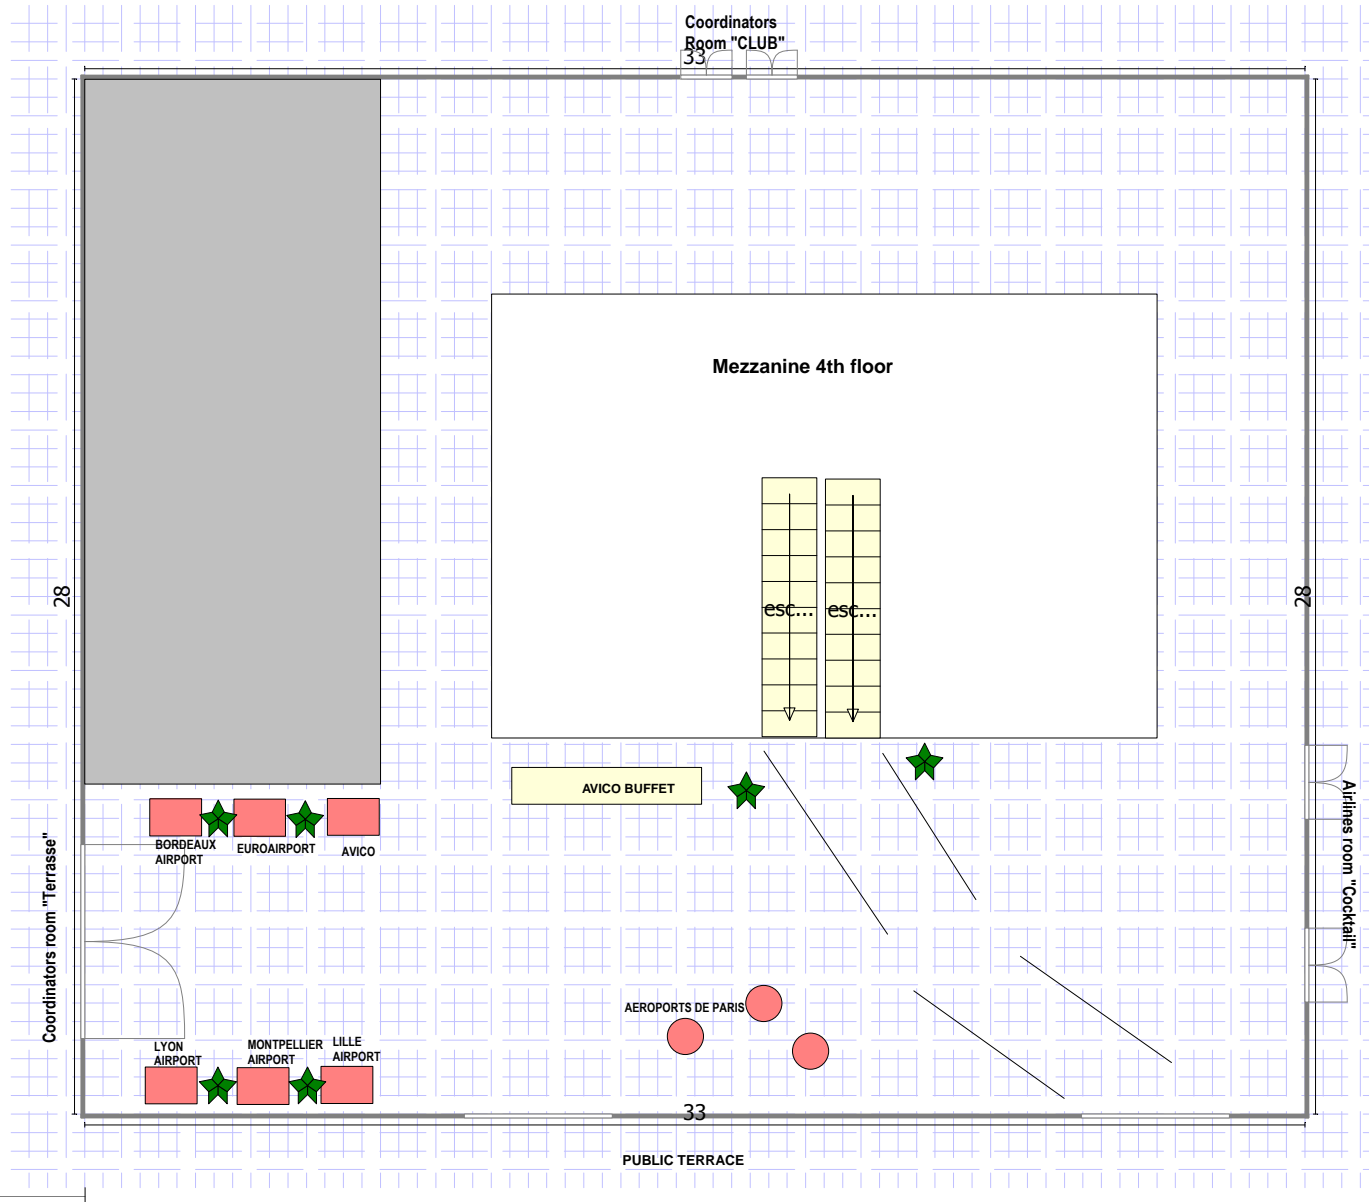 Coordinators
Room "CLUB"
33
Mezzanine 4th floor
esc...
esc...
28
28
AVICO BUFFET
BORDEAUX
AIRPORT
EUROAIRPORT
AVICO
Coordinators room "Terrasse"
Airlines room "Cocktail"
AEROPORTS DE PARIS
LYON
AIRPORT
MONTPELLIER
AIRPORT
LILLE
AIRPORT
33
PUBLIC TERRACE